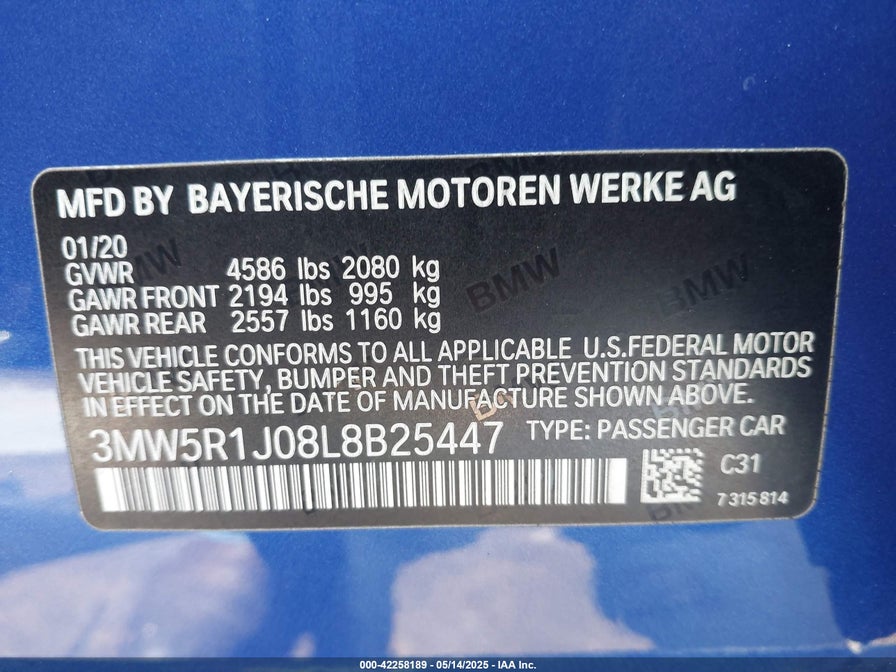 MFD BY BAYERISCHE MOTOREN WERKE AG
01/20
GVWR 4586 lbs 2080 kg
GAWR FRONT 2194 lbs 995 kg
GAWR REAR 2557 lbs 1160 kg
THIS VEHICLE CONFORMS TO ALL APPLICABLE U.S.FEDERAL MOTOR
VEHICLE SAFETY, BUMPER AND THEFT PREVENTION STANDARDS
IN EFFECT ON THE DATE OF MANUFACTURE SHOWN ABOVE.
3MW5R1J08L8B25447 TYPE: PASSENGER CAR
C31
7 315 814
BMW
BMW
BMW
000-42258189 - 05/14/2025 - IAA Inc.